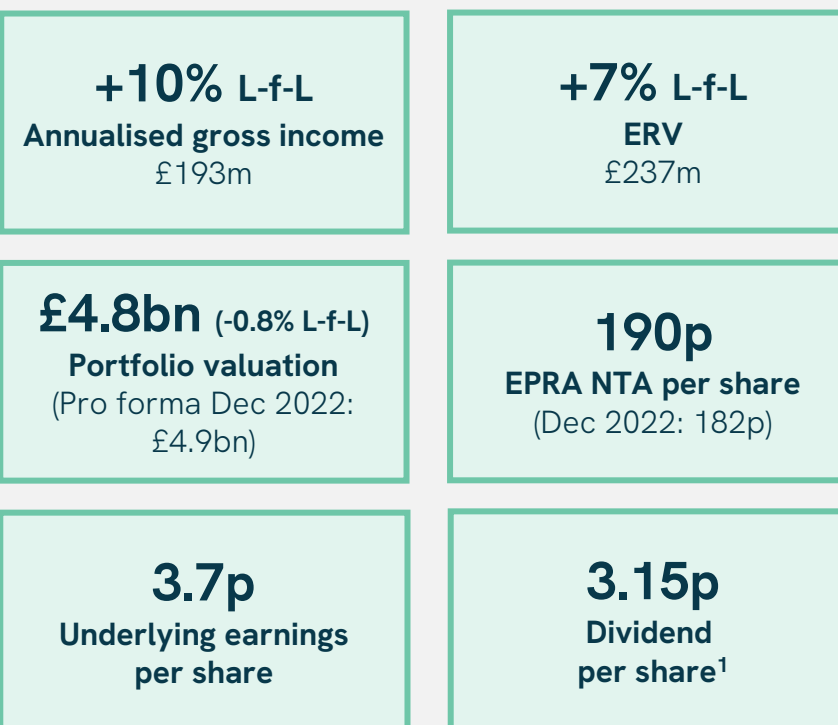 +10% L-f-L
Annualised gross income
£193m
+7% L-f-L
ERV
£237m
£4.8bn (-0.8% L-f-L)
Portfolio valuation
(Pro forma Dec 2022:
£4.9bn)
190p
EPRA NTA per share
(Dec 2022: 182p)
3.7p
Underlying earnings
per share
3.15p
Dividend
per share¹